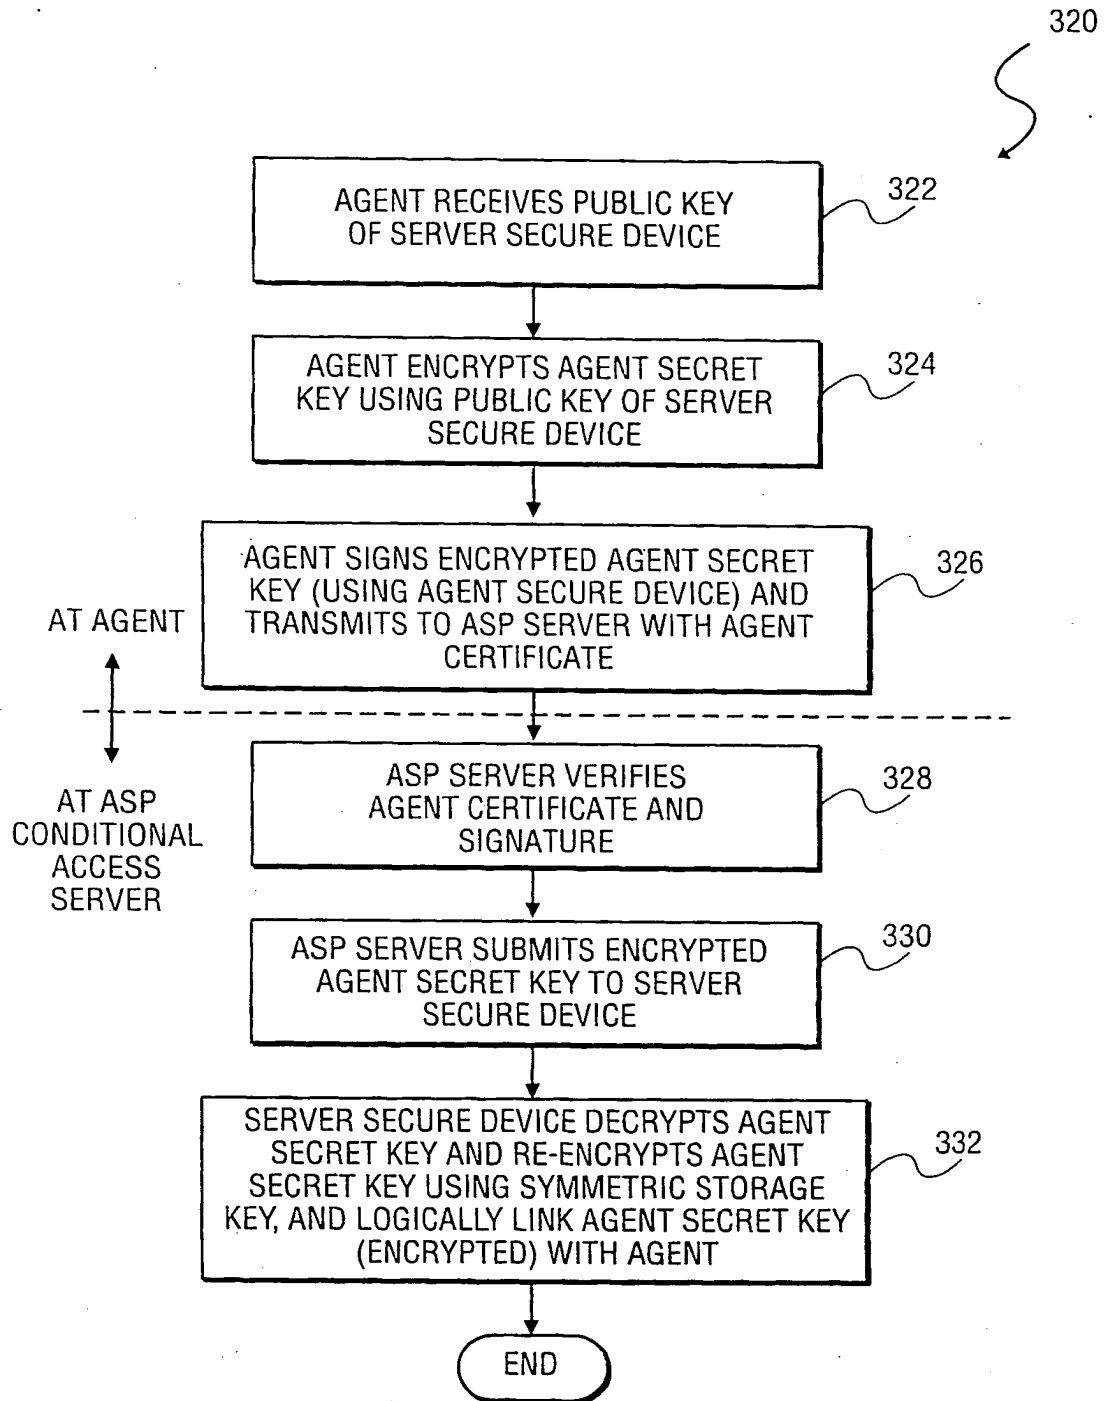 320
AGENT RECEIVES PUBLIC KEY
OF SERVER SECURE DEVICE
322
AGENT ENCRYPTS AGENT SECRET
KEY USING PUBLIC KEY OF SERVER
SECURE DEVICE
324
AGENT SIGNS ENCRYPTED AGENT SECRET
KEY (USING AGENT SECURE DEVICE) AND
TRANSMITS TO ASP SERVER WITH AGENT
CERTIFICATE
326
AT AGENT
AT ASP
CONDITIONAL
ACCESS
SERVER
ASP SERVER VERIFIES
AGENT CERTIFICATE AND
SIGNATURE
328
ASP SERVER SUBMITS ENCRYPTED
AGENT SECRET KEY TO SERVER
SECURE DEVICE
330
SERVER SECURE DEVICE DECRYPTS AGENT
SECRET KEY AND RE-ENCRYPTS AGENT
SECRET KEY USING SYMMETRIC STORAGE
KEY, AND LOGICALLY LINK AGENT SECRET KEY
(ENCRYPTED) WITH AGENT
332
END